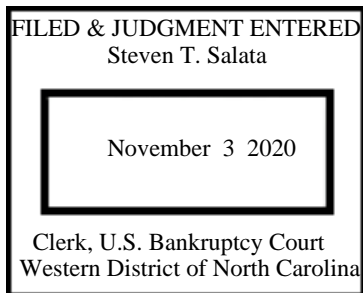 FILED & JUDGMENT ENTERED
Steven T. Salata
November 3 2020
Clerk, U.S. Bankruptcy Court
Western District of North Carolina